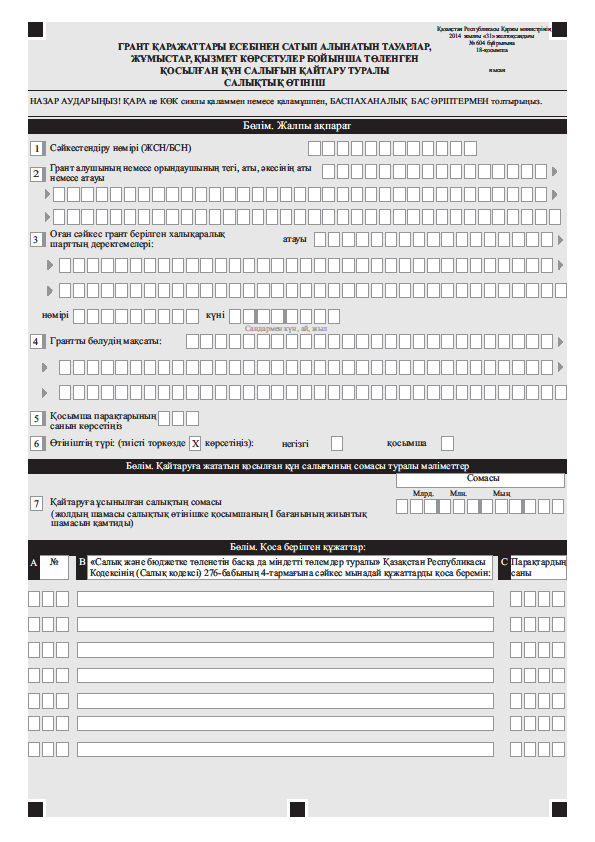 Қазақстан Республикасы Қаржы министрінің
2014 жылғы «31» желтоқсандағы
№ 604 бұйрығына
18-қосымша
нысан
ГРАНТ ҚАРАЖАТТАРЫ ЕСЕБІНЕН САТЫП АЛЫНАТЫН ТАУАРЛАР,
ЖҰМЫСТАР, ҚЫЗМЕТ КӨРСЕТУЛЕР БОЙЫНША ТӨЛЕНГЕН
ҚОСЫЛҒАН ҚҰН САЛЫҒЫН ҚАЙТАРУ ТУРАЛЫ
САЛЫҚТЫҚ ӨТІНІШ
НАЗАР АУДАРЫҢЫЗ! ҚАРА не КӨК сиялы қаламмен немесе қаламұшпен, БАСПАХАНАЛЫҚ БАС ӘРІПТЕРМЕН толтырыңыз.
Бөлім. Жалпы ақпарат
1 Сәйкестендіру нөмірі (ЖСН/БСН)
2 Грант алушының немесе орындаушының тегі, аты, әкесінің аты
немесе атауы
3 Оған сәйкес грант берілген халықаралық
шарттың деректемелері: атауы
нөмірі күні
Сандармен күн, ай, жыл
4 Грантты бөлудің мақсаты:
5 Қосымша парақтарының
санын көрсетіңіз
6 Өтініштің түрі: (тиісті торкөзде X көрсетіңіз): негізгі қосымша
Бөлім. Қайтаруға жататын қосылған құн салығының сомасы туралы мәліметтер
Сомасы
Млрд. Млн. Мың
7 Қайтаруға ұсынылған салықтың сомасы
(жолдың шамасы салықтық өтінішке қосымшаның I бағанының жиынтық
шамасын қамтиды)
Бөлім. Қоса берілген құжаттар:
A № B «Салық және бюджетке төленетін басқа да міндетті төлемдер туралы» Қазақстан Республикасы C Парақтардың
Кодексінің (Салық кодексі) 276-бабының 4-тармағына сәйкес мынадай құжаттарды қоса беремін: саны